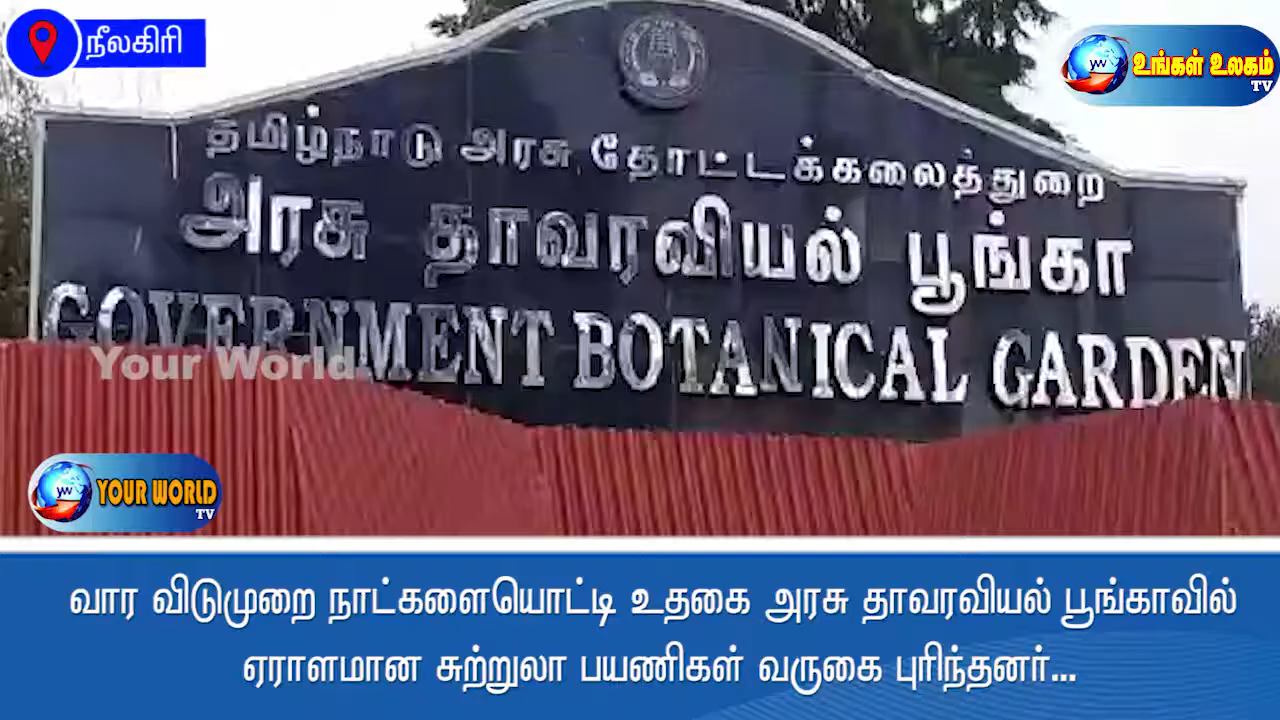 நீலகிரி
உங்கள் உலகம்
TV
தமிழ்நாடு அரசு தோட்டக்கலைத்துறை
அரசு தாவரவியல் பூங்கா
GOVERNMENT BOTANICAL GARDEN
Your World
YOUR WORLD
TV
வார விடுமுறை நாட்களையொட்டி உதகை அரசு தாவரவியல் பூங்காவில்
ஏராளமான சுற்றுலா பயணிகள் வருகை புரிந்தனர்...